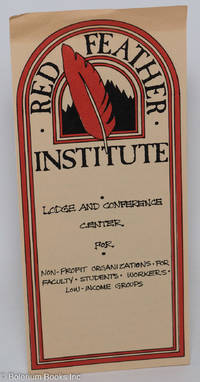 · RED FEATHER ·
INSTITUTE
LODGE AND CONFERENCE
CENTER
FOR
NON-PROFIT ORGANIZATIONS · FOR
FACULTY · STUDENTS · WORKERS ·
LOW-INCOME GROUPS
© Bolerium Books Inc.